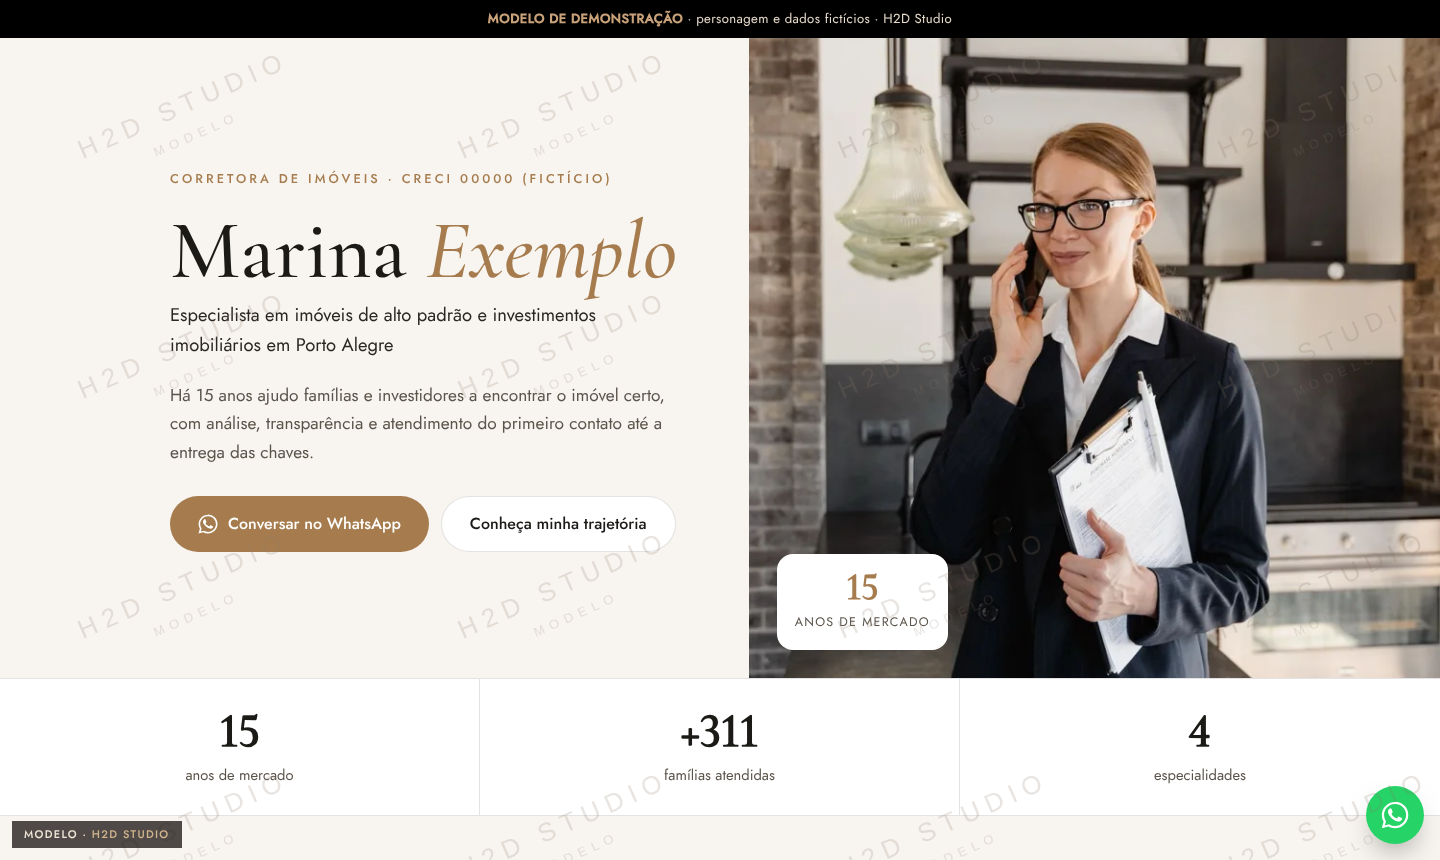 MODELO DE DEMONSTRAÇÃO · personagem e dados fictícios · H2D Studio
CORRETORA DE IMÓVEIS · CRECI 00000 (FICTÍCIO)
Marina Exemplo
Especialista em imóveis de alto padrão e investimentos
imobiliários em Porto Alegre
Há 15 anos ajudo famílias e investidores a encontrar o imóvel certo,
com análise, transparência e atendimento do primeiro contato até a
entrega das chaves.
Conversar no WhatsApp
Conheça minha trajetória
15
ANOS DE MERCADO
15
anos de mercado
+311
famílias atendidas
4
especialidades
MODELO · H2D STUDIO
H2D STUDIO
MODELO